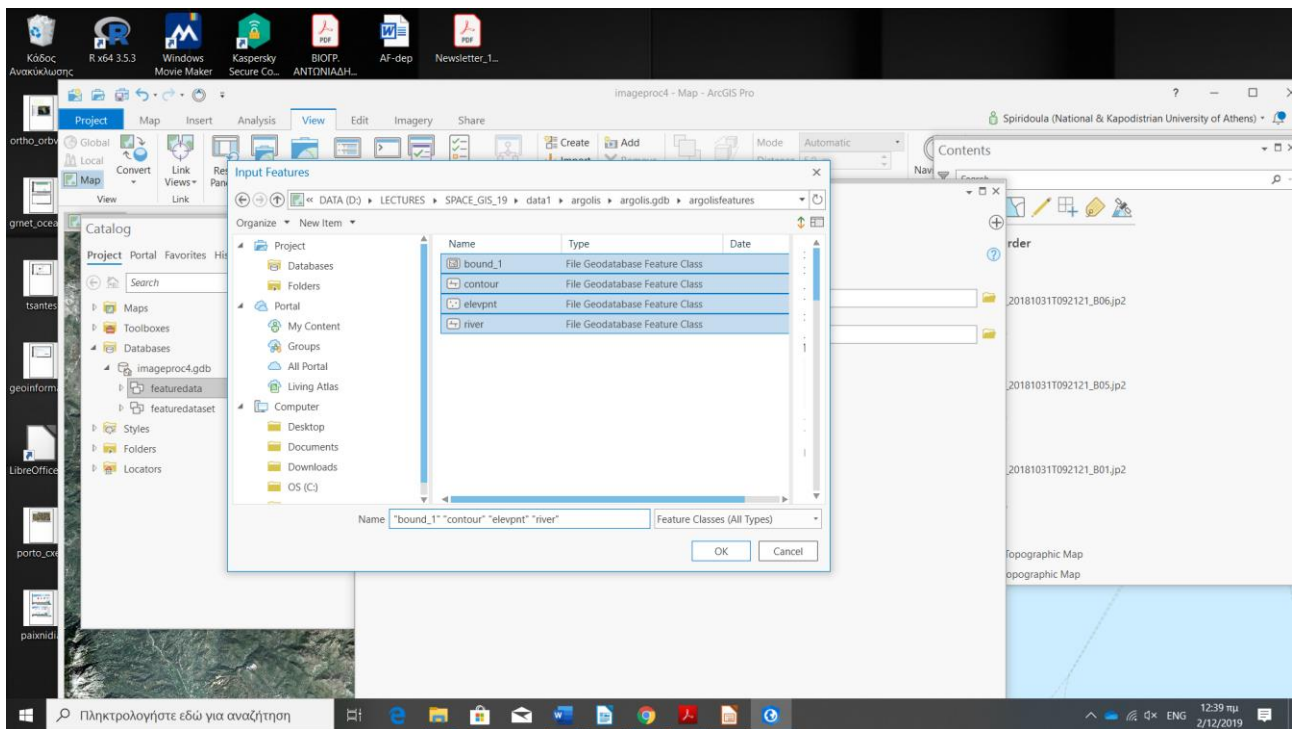 Κάδος
Ανακύκλωσης
R x64 3.5.3
Windows
Movie Maker
Kaspersky
Secure Co...
ΒΙΟΓΡ.
ΑΝΤΩΝΙΑΔΗ...
AF-dep
Newsletter_1...
imageproc4 - Map - ArcGIS Pro
Project Map Insert Analysis View Edit Imagery Share
Spiridoula (National & Kapodistrian University of Athens)
ortho_orbv
Global
Local
Map
Convert
Link
Views
View
Link
Create
Add
Mode
Automatic
Nav
Contents
Input Features
DATA (D:) LECTURES SPACE_GIS_19 data1 argolis argolis.gdb argolisfeatures
Organize New Item
gmet_ocea
Catalog
Project Portal Favorites His
Search
Maps
Toolboxes
Databases
imageproc4.gdb
featuredata
featuredataset
Styles
Folders
Locators
Project
Databases
Folders
Portal
My Content
Groups
All Portal
Living Atlas
Computer
Desktop
Documents
Downloads
OS (C:)
Name Type Date
bound_1 File Geodatabase Feature Class
contour File Geodatabase Feature Class
elevpnt File Geodatabase Feature Class
river File Geodatabase Feature Class
Name "bound_1" "contour" "elevpnt" "river"
Feature Classes (All Types)
OK Cancel
rder
_20181031T092121_B06.jp2
_20181031T092121_B05.jp2
_20181031T092121_B01.jp2
Topographic Map
opographic Map
tsantes
geoinform
LibreOffice
porto_cxe
paixnidi
Πληκτρολογήστε εδώ για αναζήτηση
ENG
12:39 πμ
2/12/2019